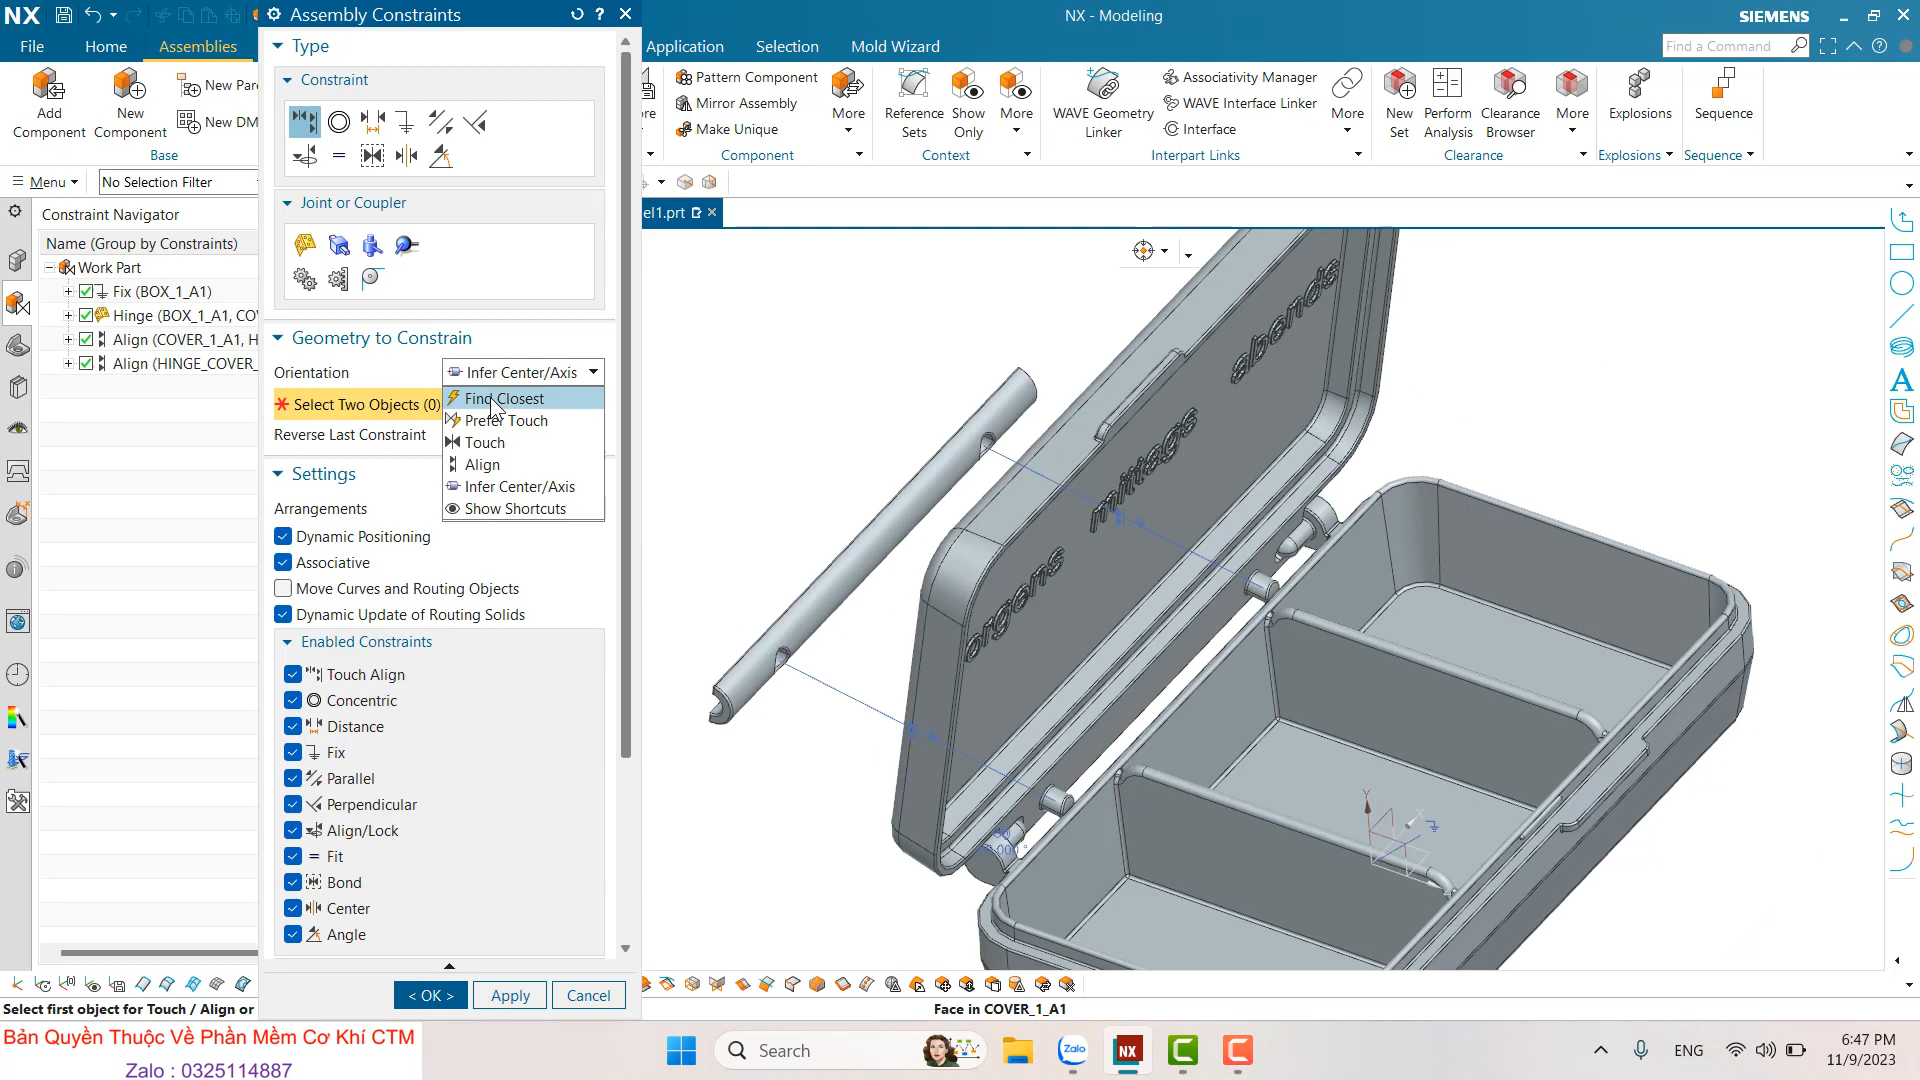 NX
Assembly Constraints
NX - Modeling
SIEMENS
File
Home
Assemblies
Application
Selection
Mold Wizard
Find a Command
Type
Constraint
Joint or Coupler
Geometry to Constrain
Orientation
Infer Center/Axis
Select Two Objects (0)
Reverse Last Constraint
Find Closest
Prefer Touch
Touch
Align
Infer Center/Axis
Show Shortcuts
Settings
Arrangements
Dynamic Positioning
Associative
Move Curves and Routing Objects
Dynamic Update of Routing Solids
Enabled Constraints
Touch Align
Concentric
Distance
Fix
Parallel
Perpendicular
Align/Lock
Fit
Bond
Center
Angle
< OK >
Apply
Cancel
Add Component
New Component
New Pare
New DM
Base
Pattern Component
Mirror Assembly
Make Unique
More
Component
Reference Sets
Show Only
More
Context
WAVE Geometry Linker
Associativity Manager
WAVE Interface Linker
Interface
More
Interpart Links
New Set
Perform Analysis
Clearance Browser
More
Clearance
Explosions
Explosions
Sequence
Sequence
Menu
No Selection Filter
Constraint Navigator
el1.prt
Name (Group by Constraints)
Work Part
Fix (BOX_1_A1)
Hinge (BOX_1_A1, CO
Align (COVER_1_A1, H
Align (HINGE_COVER_
abends
mittags
orgens
Select first object for Touch / Align or
Face in COVER_1_A1
Bản Quyền Thuộc Về Phần Mềm Cơ Khí CTM
Zalo : 0325114887
Search
Zalo
NX
ENG
6:47 PM
11/9/2023